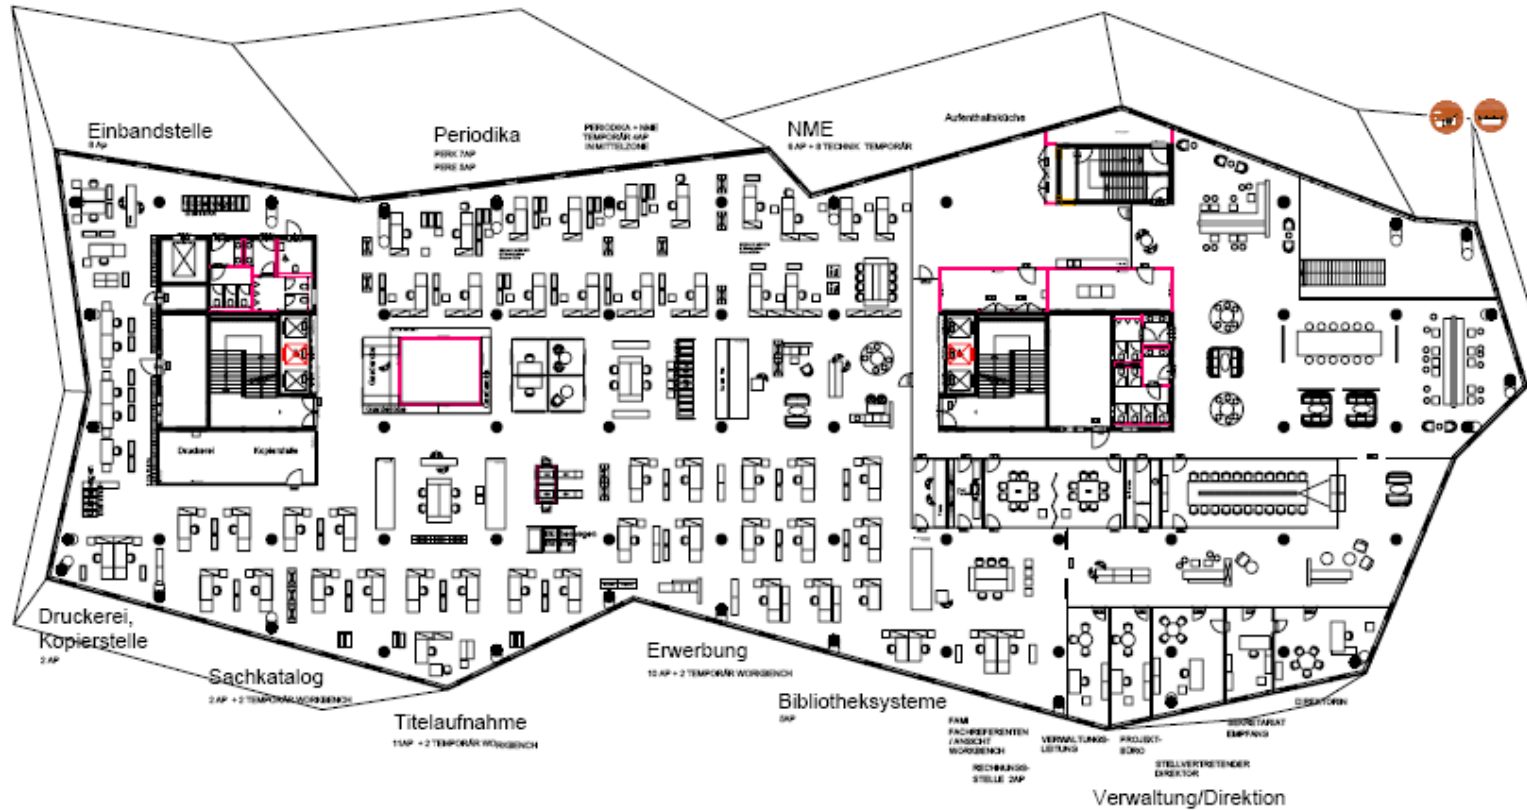 Einbandstelle
8 Ap
Periodika
PERK 7AP
PERE 5AP
PERIODIKA + NME
TEMPORÄR 4AP
IN MITTELZONE
NME
6 AP + 8 TECHNIK TEMPORÄR
Aufenthaltsküche
Druckerei
Kopierstelle
Druckerei,
Kopierstelle
2 AP
Sachkatalog
2 AP + 2 TEMPORÄR WORKBENCH
Titelaufnahme
11AP + 2 TEMPORÄR WORKBENCH
Erwerbung
10 AP + 2 TEMPORÄR WORKBENCH
Bibliotheksysteme
FAMI
FACHREFERENTEN
/ ANSICHT
WORKBENCH
RECHNUNGS-
STELLE 2AP
VERWALTUNGS-
LEITUNG
PROJEKT-
BÜRO
STELLVERTRETENDER
DIREKTOR
SEKRETARIAT
EMPFANG
DIREKTORIN
Verwaltung/Direktion